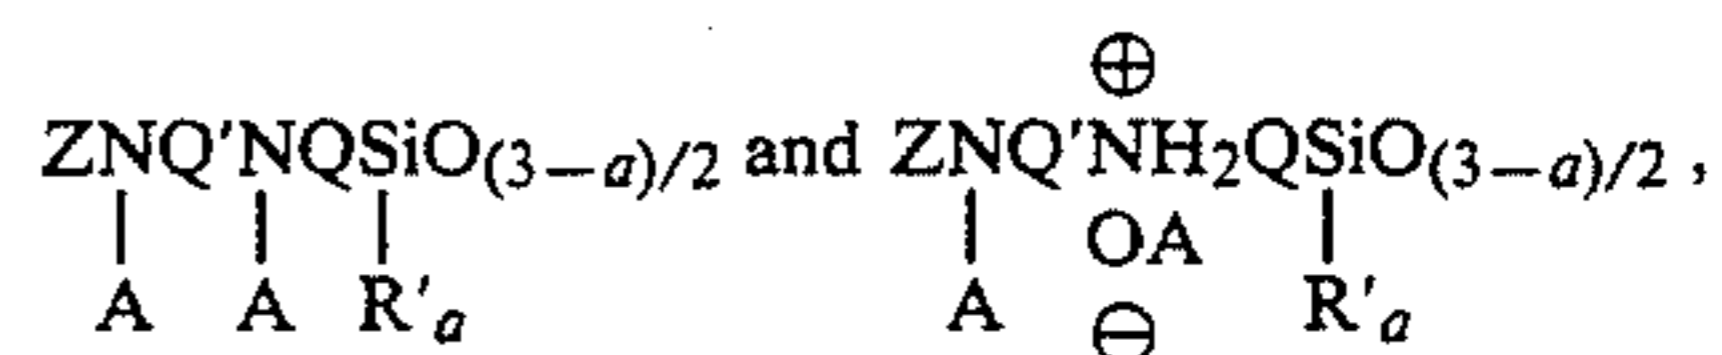 ⊕
ZNQ′NQSiO(3−a)/2 and ZNQ′NH2QSiO(3−a)/2 ,
| | | | OA |
A A R′a A ⊖ R′a